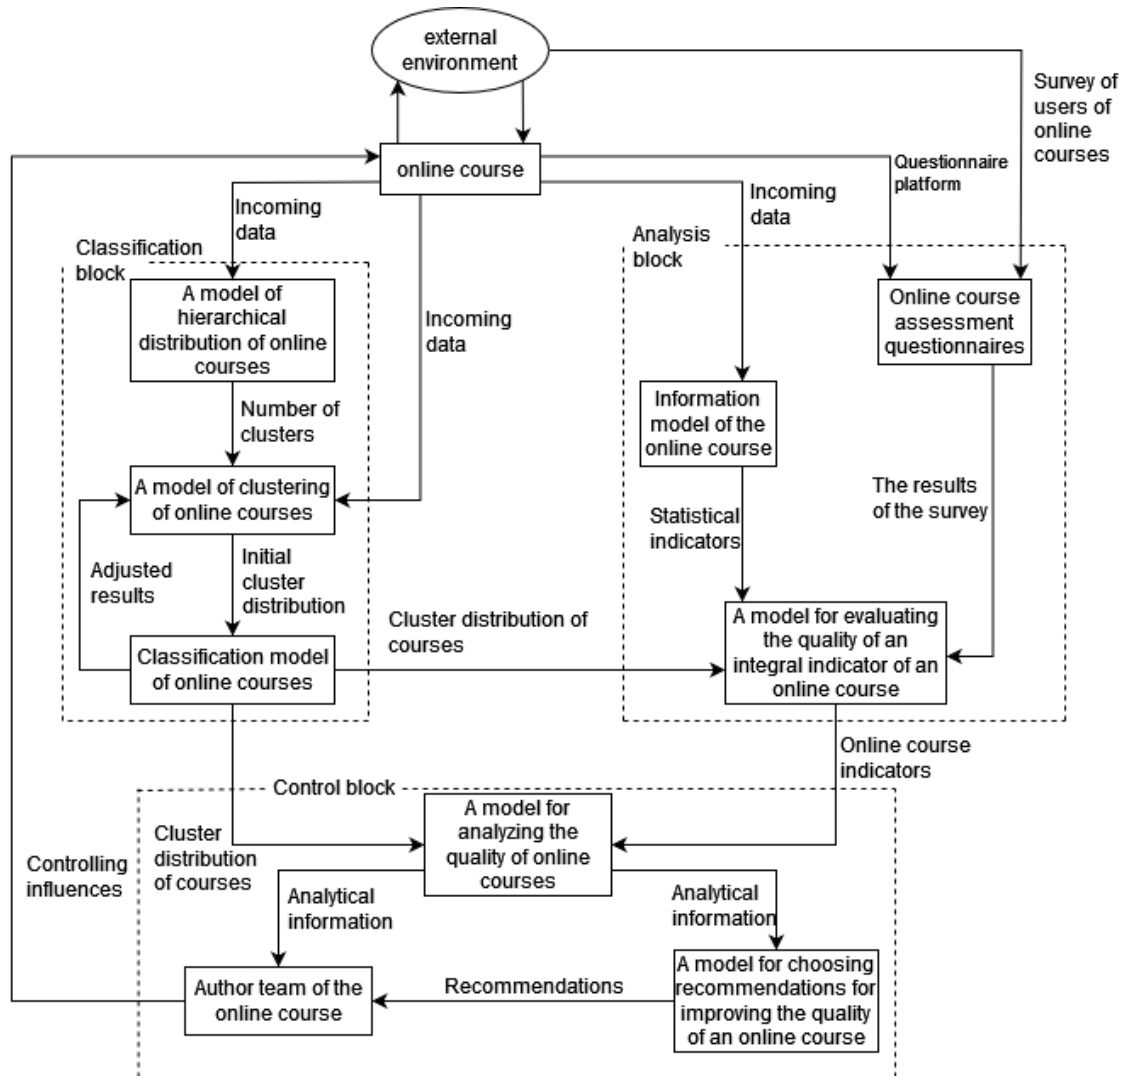 external
environment
Survey of
users of
online
courses
online course
Questionnaire
platform
Incoming
data
Incoming
data
Classification
block
Analysis
block
A model of
hierarchical
distribution of online
courses
Incoming
data
Online course
assessment
questionnaires
Information
model of the
online course
Number of
clusters
A model of clustering
of online courses
The results
of the survey
Statistical
indicators
Adjusted
results
Initial
cluster
distribution
Cluster distribution of
courses
A model for evaluating
the quality of an
integral indicator of an
online course
Classification model
of online courses
Online course
indicators
Control block
A model for
analyzing the
quality of online
courses
Cluster
distribution
of courses
Controlling
influences
Analytical
information
Analytical
information
Author team of the
online course
Recommendations
A model for choosing
recommendations for
improving the quality
of an online course